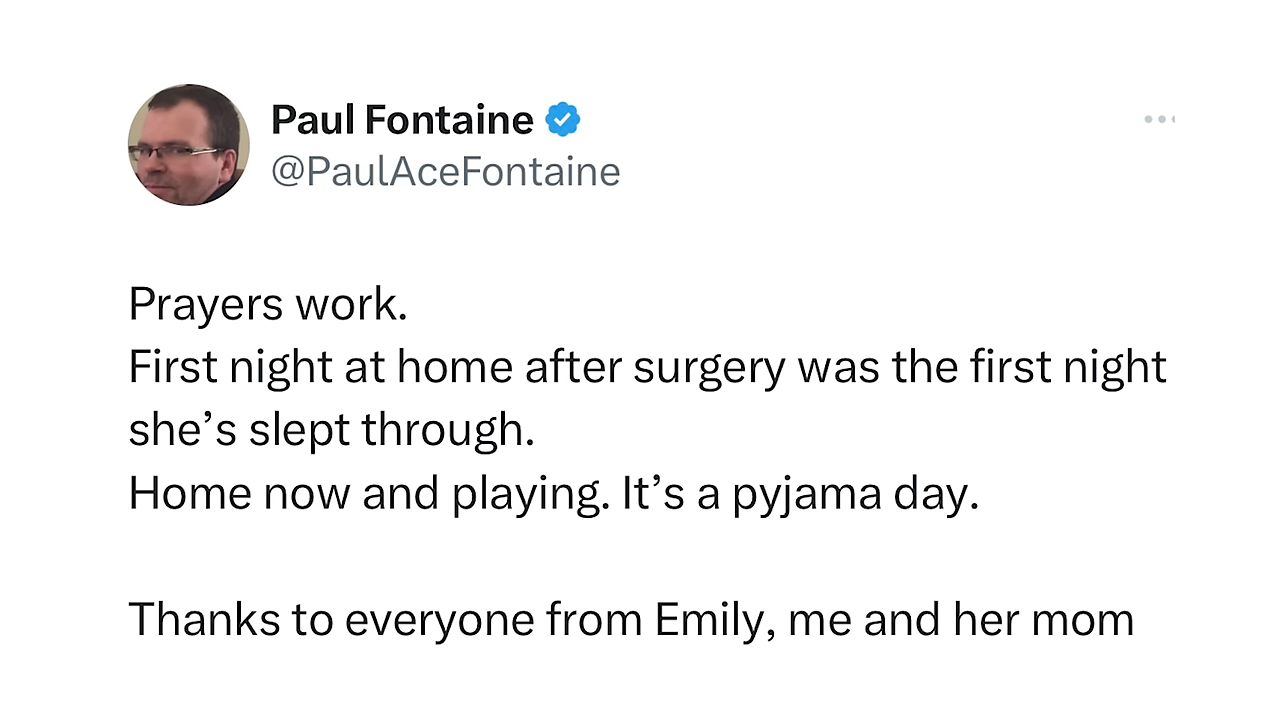 Paul Fontaine
@PaulAceFontaine
Prayers work.
First night at home after surgery was the first night
she’s slept through.
Home now and playing. It’s a pyjama day.
Thanks to everyone from Emily, me and her mom